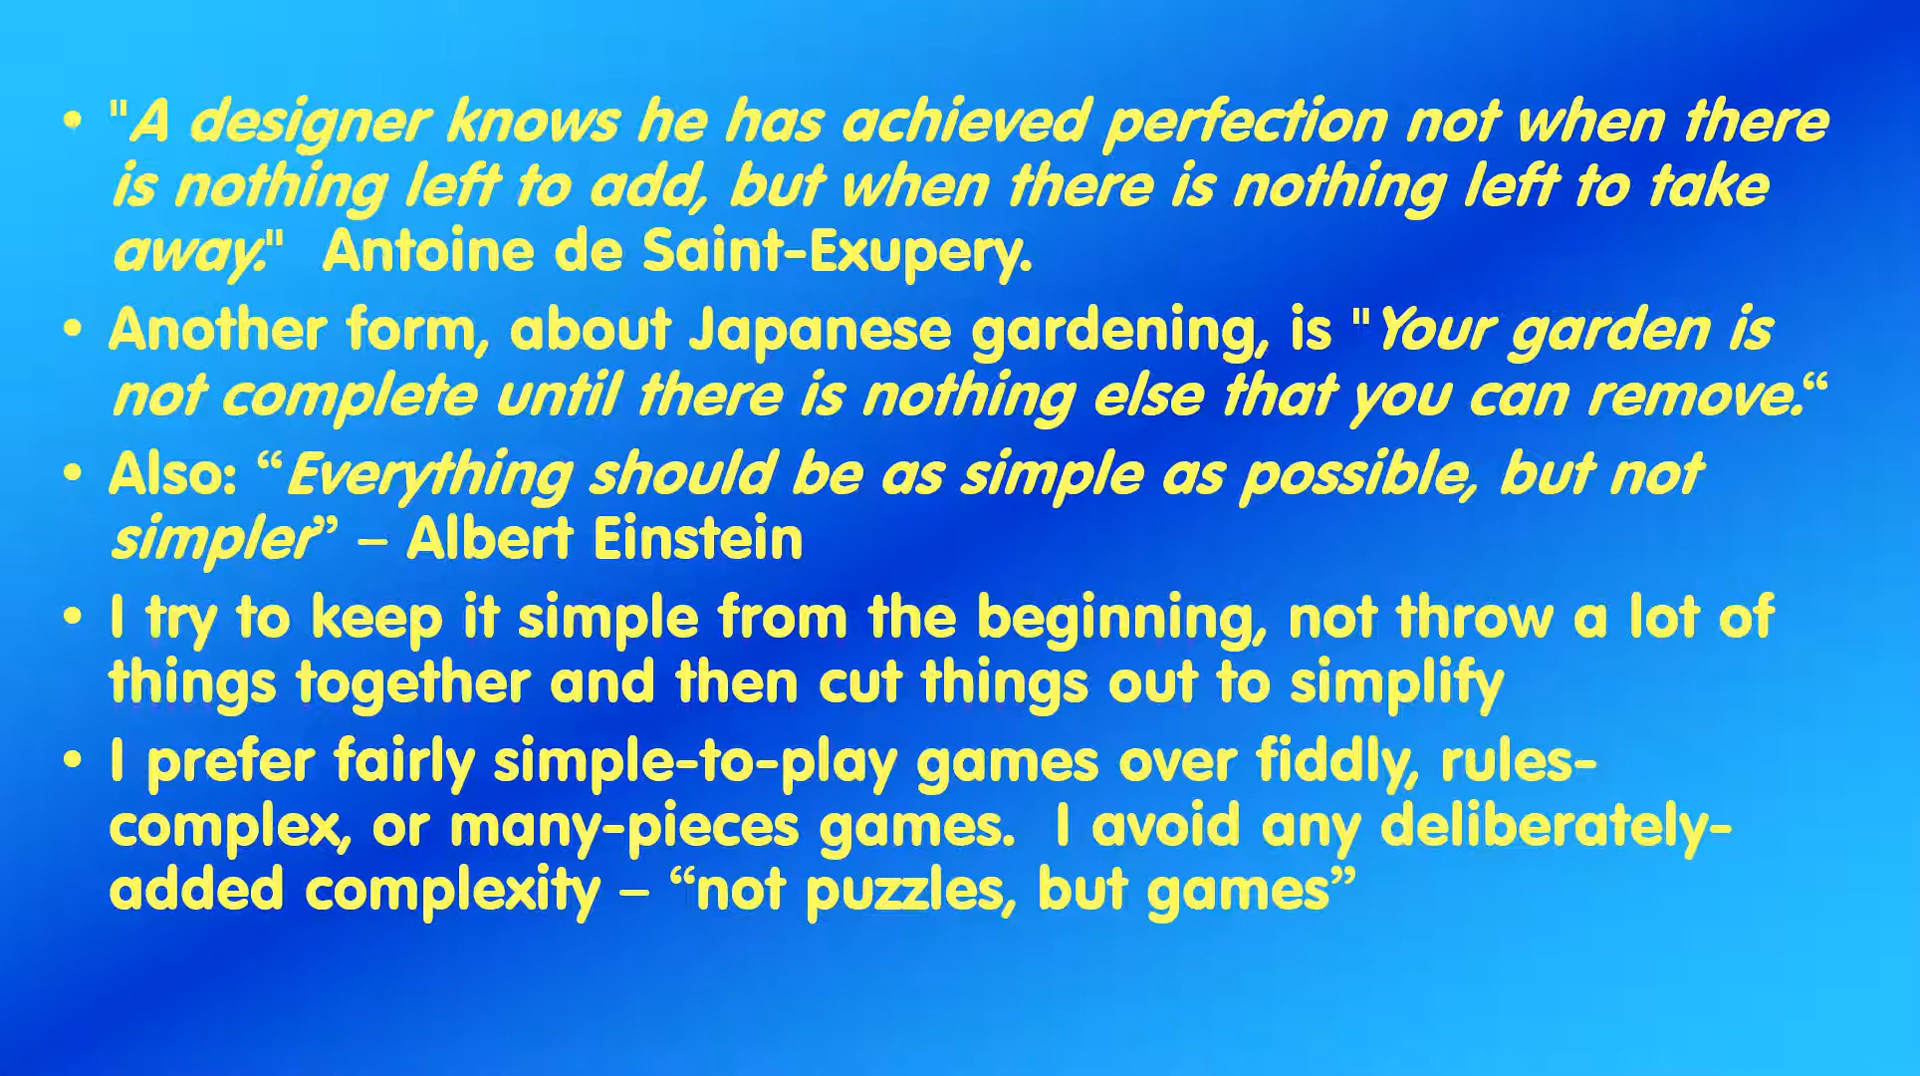 • "A designer knows he has achieved perfection not when there
is nothing left to add, but when there is nothing left to take
away."  Antoine de Saint-Exupery.
• Another form, about Japanese gardening, is "Your garden is
not complete until there is nothing else that you can remove.“
• Also: “Everything should be as simple as possible, but not
simpler” – Albert Einstein
• I try to keep it simple from the beginning, not throw a lot of
things together and then cut things out to simplify
• I prefer fairly simple-to-play games over fiddly, rules-
complex, or many-pieces games.  I avoid any deliberately-
added complexity – “not puzzles, but games”